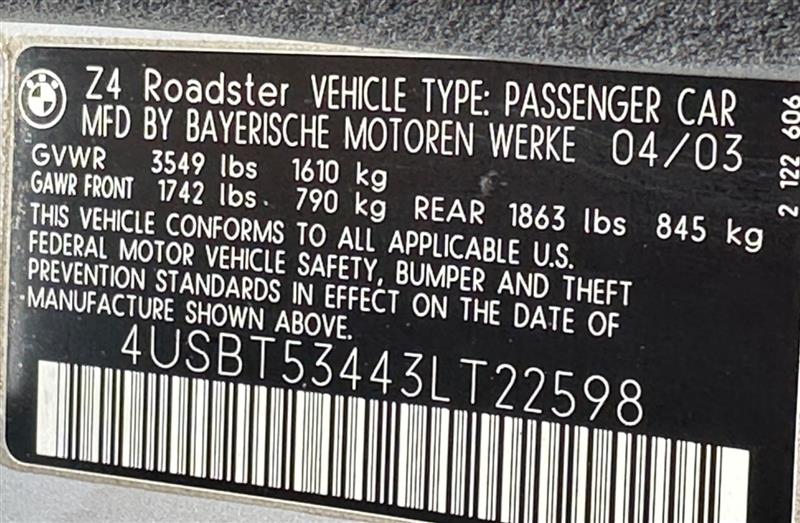 Z4 Roadster VEHICLE TYPE: PASSENGER CAR
MFD BY BAYERISCHE MOTOREN WERKE 04/03
GVWR 3549 lbs 1610 kg
GAWR FRONT 1742 lbs. 790 kg REAR 1863 lbs 845 kg
THIS VEHICLE CONFORMS TO ALL APPLICABLE U.S.
FEDERAL MOTOR VEHICLE SAFETY, BUMPER AND THEFT
PREVENTION STANDARDS IN EFFECT ON THE DATE OF
MANUFACTURE SHOWN ABOVE.
4USBT53443LT22598
2 122 606
BMW